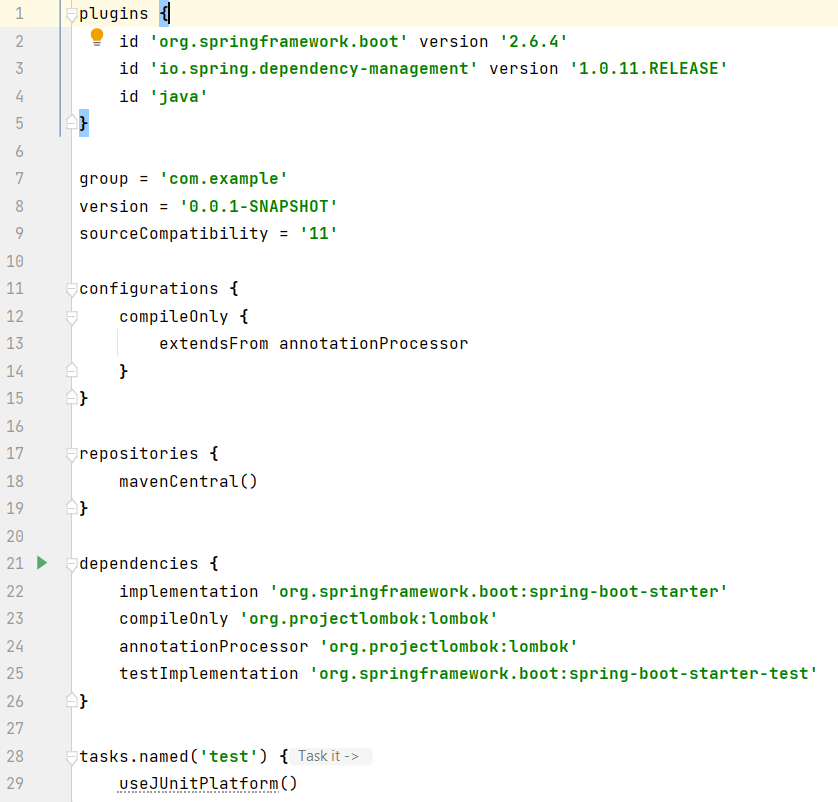 1 plugins {
2 id 'org.springframework.boot' version '2.6.4'
3 id 'io.spring.dependency-management' version '1.0.11.RELEASE'
4 id 'java'
5 }
6
7 group = 'com.example'
8 version = '0.0.1-SNAPSHOT'
9 sourceCompatibility = '11'
10
11 configurations {
12 compileOnly {
13 extendsFrom annotationProcessor
14 }
15 }
16
17 repositories {
18 mavenCentral()
19 }
20
21 dependencies {
22 implementation 'org.springframework.boot:spring-boot-starter'
23 compileOnly 'org.projectlombok:lombok'
24 annotationProcessor 'org.projectlombok:lombok'
25 testImplementation 'org.springframework.boot:spring-boot-starter-test'
26 }
27
28 tasks.named('test') { Task it ->
29 useJUnitPlatform()